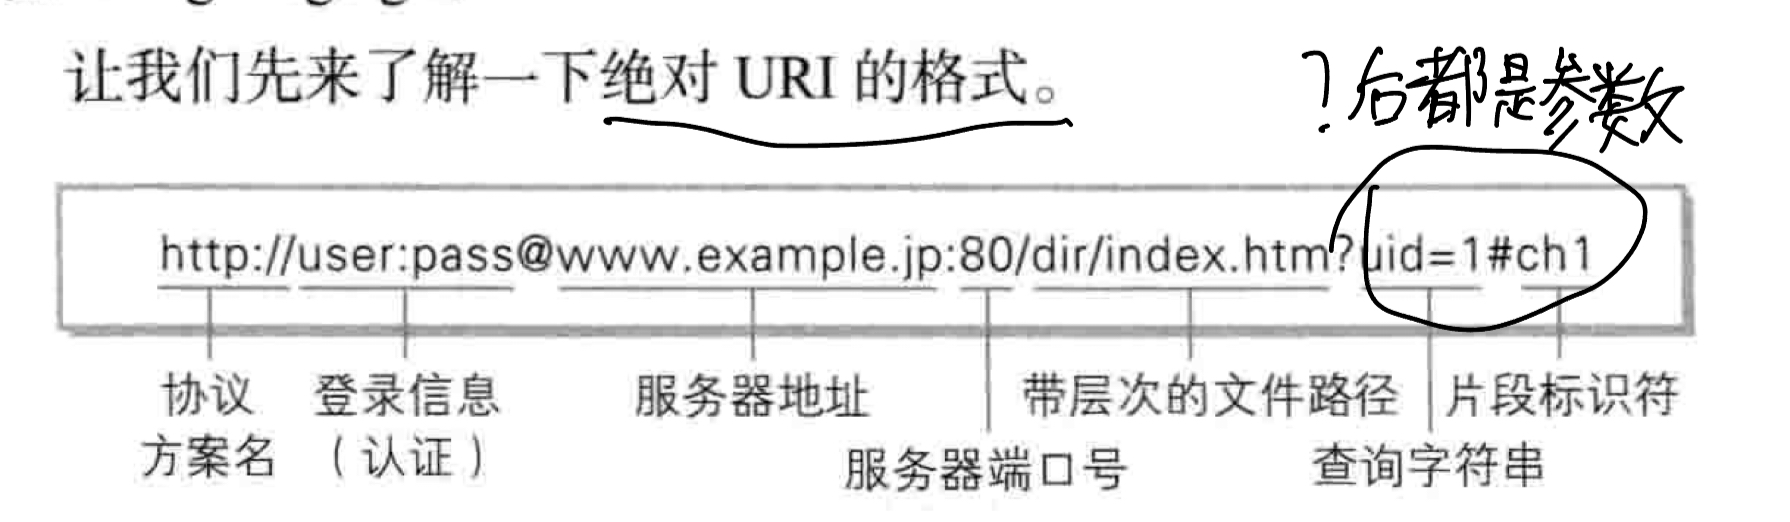 让我们先来了解一下绝对 URI 的格式。
?后都是参数
http://user:pass@www.example.jp:80/dir/index.htm?uid=1#ch1
协议
方案名
登录信息
（认证）
服务器地址
服务器端口号
带层次的文件路径
查询字符串
片段标识符